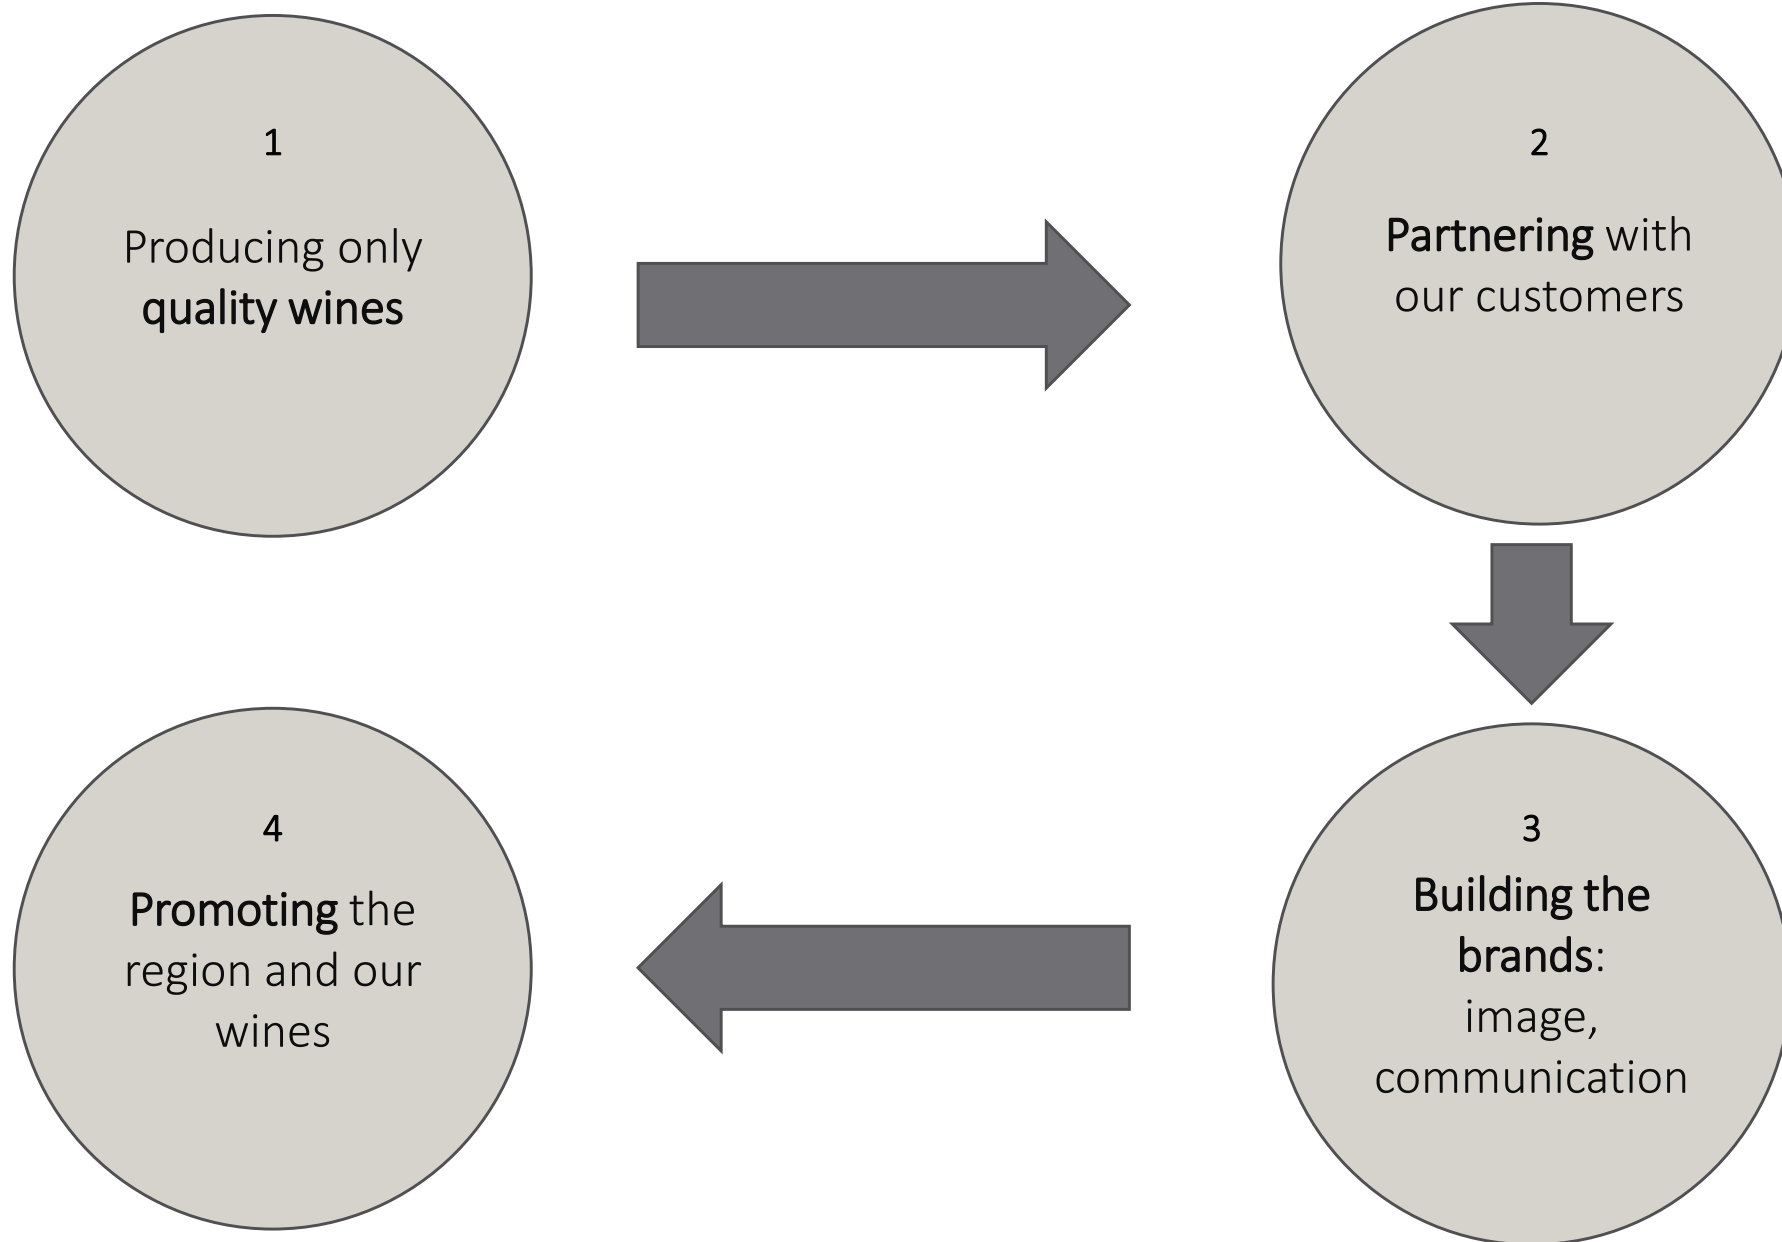 1
Producing only
quality wines
2
Partnering with
our customers
3
Building the
brands:
image,
communication
4
Promoting the
region and our
wines